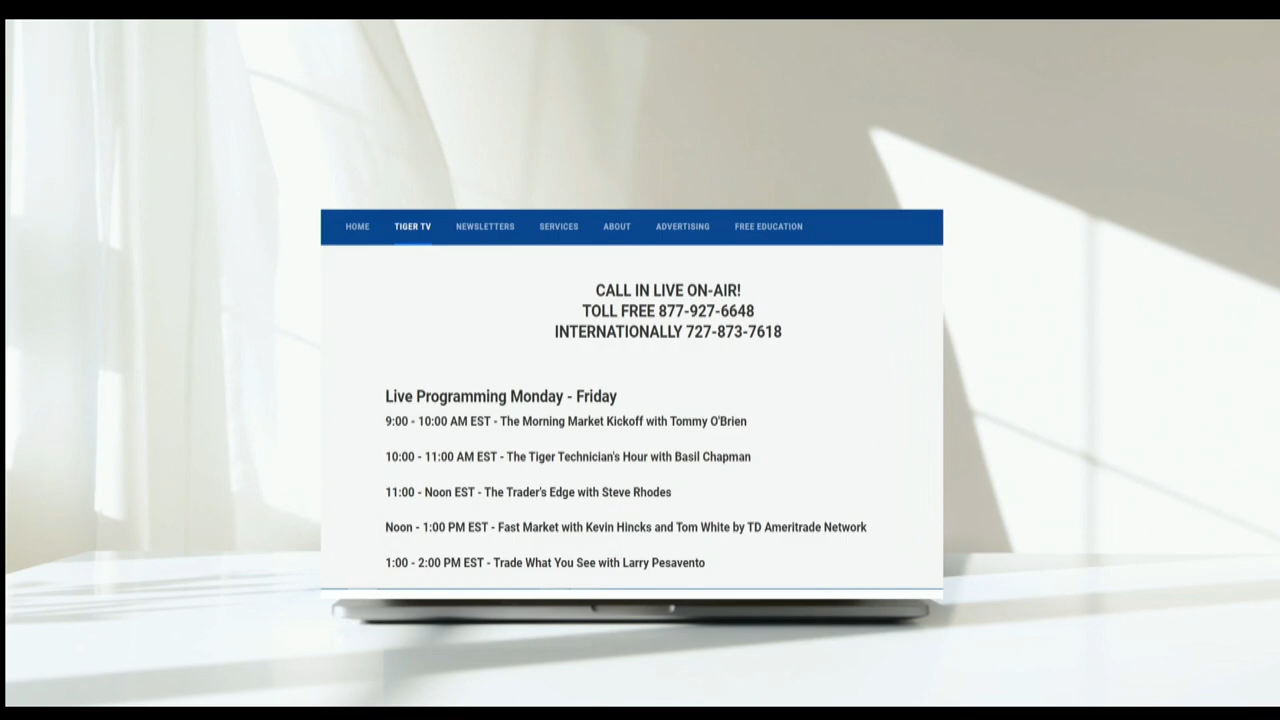 HOME TIGER TV NEWSLETTERS SERVICES ABOUT ADVERTISING FREE EDUCATION
CALL IN LIVE ON-AIR!
TOLL FREE 877-927-6648
INTERNATIONALLY 727-873-7618
Live Programming Monday - Friday
9:00 - 10:00 AM EST - The Morning Market Kickoff with Tommy O'Brien
10:00 - 11:00 AM EST - The Tiger Technician's Hour with Basil Chapman
11:00 - Noon EST - The Trader's Edge with Steve Rhodes
Noon - 1:00 PM EST - Fast Market with Kevin Hincks and Tom White by TD Ameritrade Network
1:00 - 2:00 PM EST - Trade What You See with Larry Pesavento